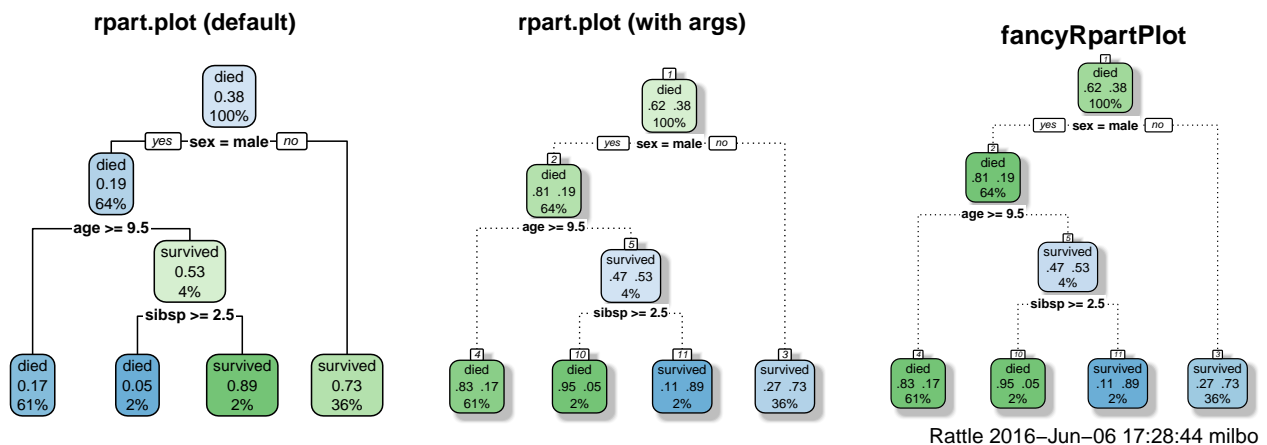 rpart.plot (default)
died
0.38
100%
yes sex = male no
died
0.19
64%
age >= 9.5
survived
0.53
4%
sibsp >= 2.5
died
0.17
61%
died
0.05
2%
survived
0.89
2%
survived
0.73
36%
rpart.plot (with args)
1
died
.62 .38
100%
yes sex = male no
2
died
.81 .19
64%
age >= 9.5
5
survived
.47 .53
4%
sibsp >= 2.5
4
died
.83 .17
61%
10
died
.95 .05
2%
11
survived
.11 .89
2%
3
survived
.27 .73
36%
fancyRpartPlot
1
died
.62 .38
100%
yes sex = male no
2
died
.81 .19
64%
age >= 9.5
5
survived
.47 .53
4%
sibsp >= 2.5
4
died
.83 .17
61%
10
died
.95 .05
2%
11
survived
.11 .89
2%
3
survived
.27 .73
36%
Rattle 2016−Jun−06 17:28:44 milbo